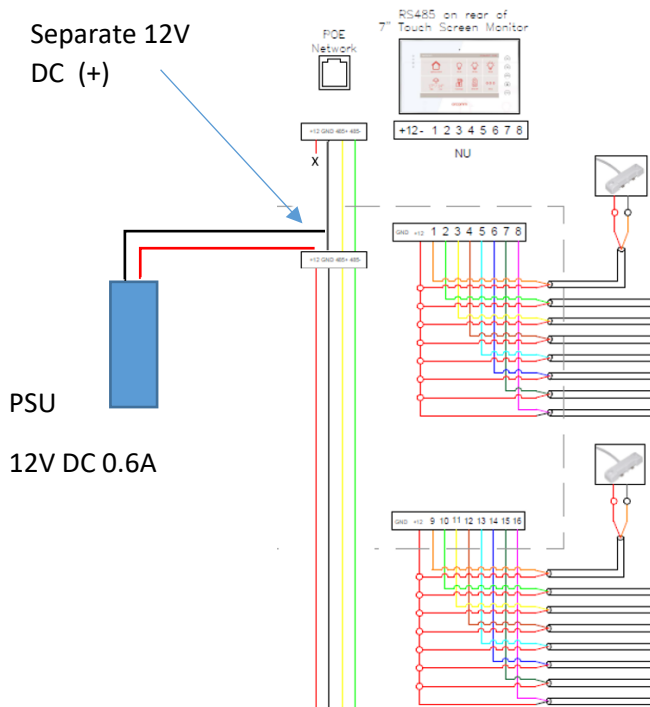 Separate 12V
DC (+)
POE
Network
RS485 on rear of
7" Touch Screen Monitor
+12 GND 485+ 485-
X
+12- 1 2 3 4 5 6 7 8
NU
GND +12 1 2 3 4 5 6 7 8
+12 GND 485+ 485-
PSU
12V DC 0.6A
GND +12 9 10 11 12 13 14 15 16